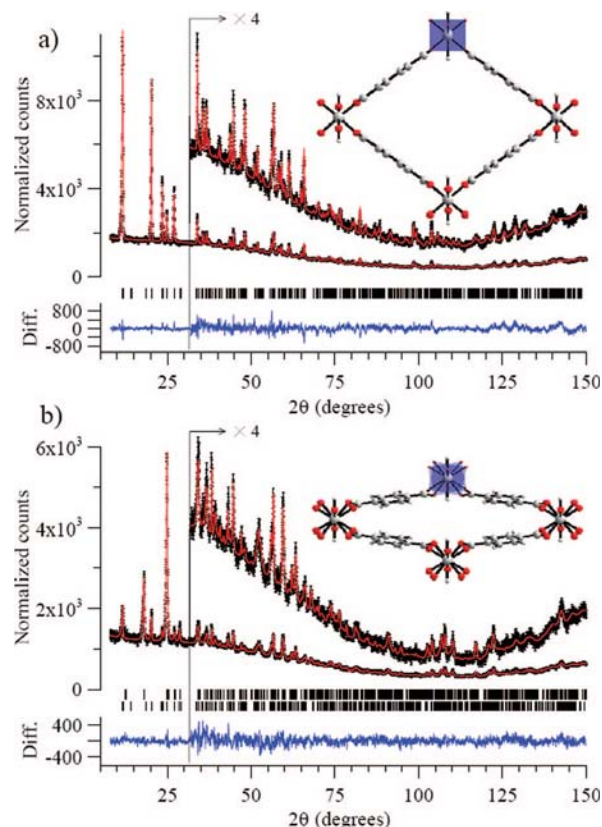 a)
× 4
8x10³
4x10³
0
Normalized counts
800
0
-800
Diff.
25
50
75
100
125
150
2θ (degrees)
b)
× 4
6x10³
4x10³
2x10³
0
Normalized counts
400
0
-400
Diff.
25
50
75
100
125
150
2θ (degrees)